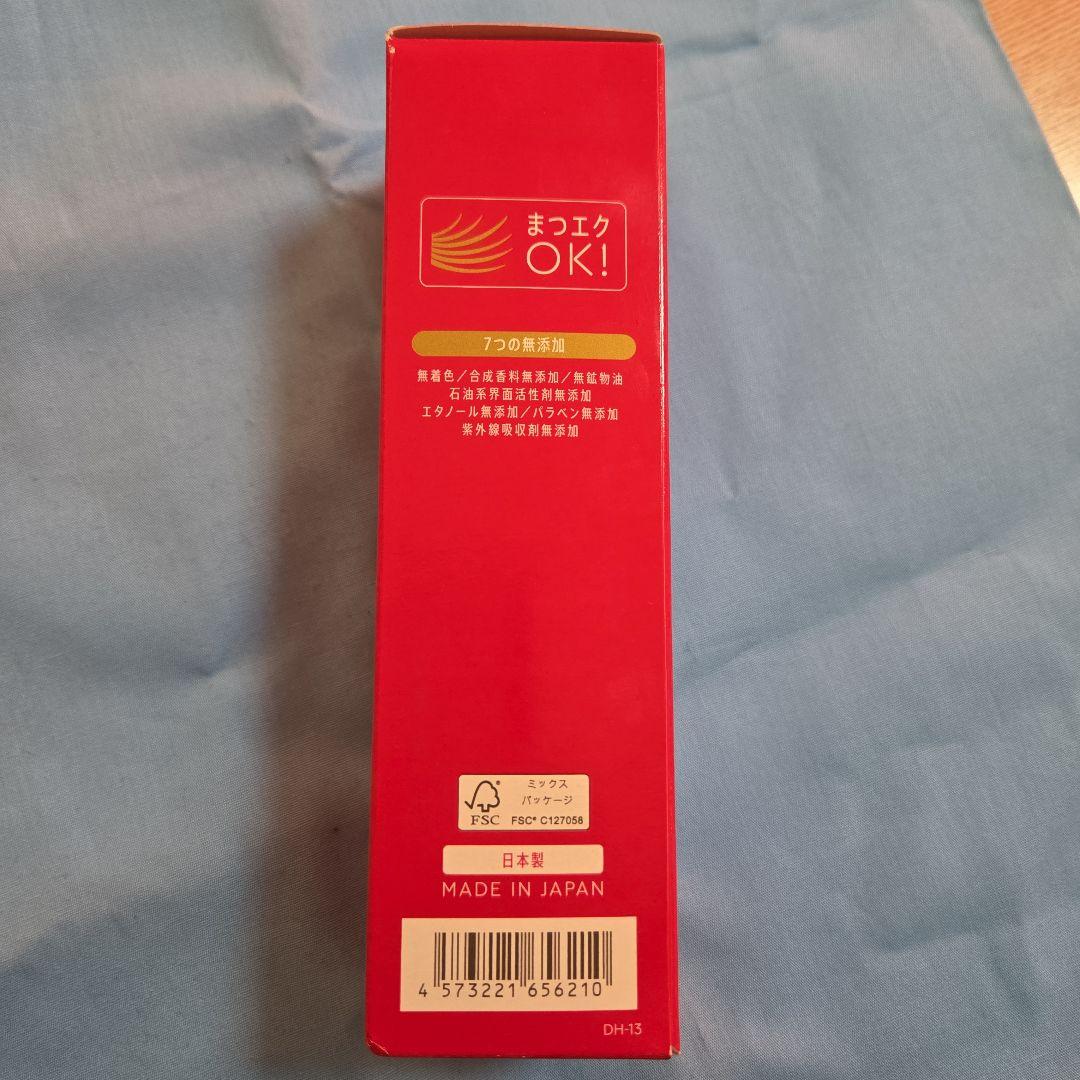 まつエク
OK!
7つの無添加
無着色/合成香料無添加/無鉱物油
石油系界面活性剤無添加
エタノール無添加/パラベン無添加
紫外線吸収剤無添加
ミックス
パッケージ
FSC FSC® C127058
日本製
MADE IN JAPAN
4 573221 656210
DH-13